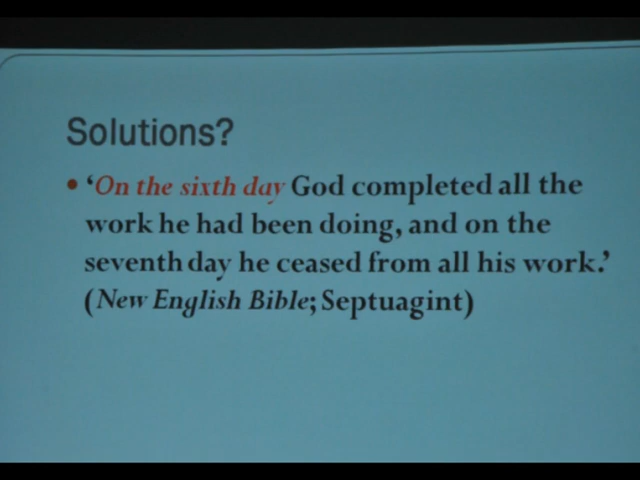 Solutions?
• ‘On the sixth day God completed all the
work he had been doing, and on the
seventh day he ceased from all his work.’
(New English Bible; Septuagint)